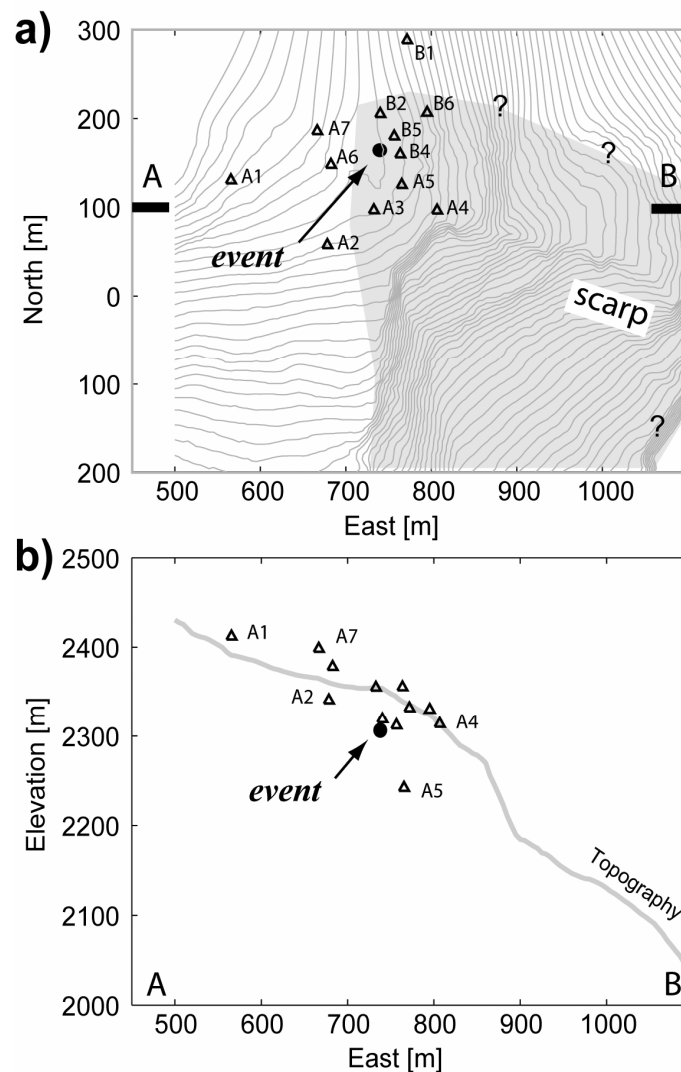 a)
300
B1
B2
B6
?
200
A7
B5
?
A
A6
B4
B
A1
A5
100
A3
A4
event
A2
North [m]
0
scarp
100
?
200
500
600
700
800
900
1000
East [m]
b)
2500
A1
A7
2400
A2
A4
2300
event
A5
Elevation [m]
2200
Topography
2100
A
B
2000
500
600
700
800
900
1000
East [m]